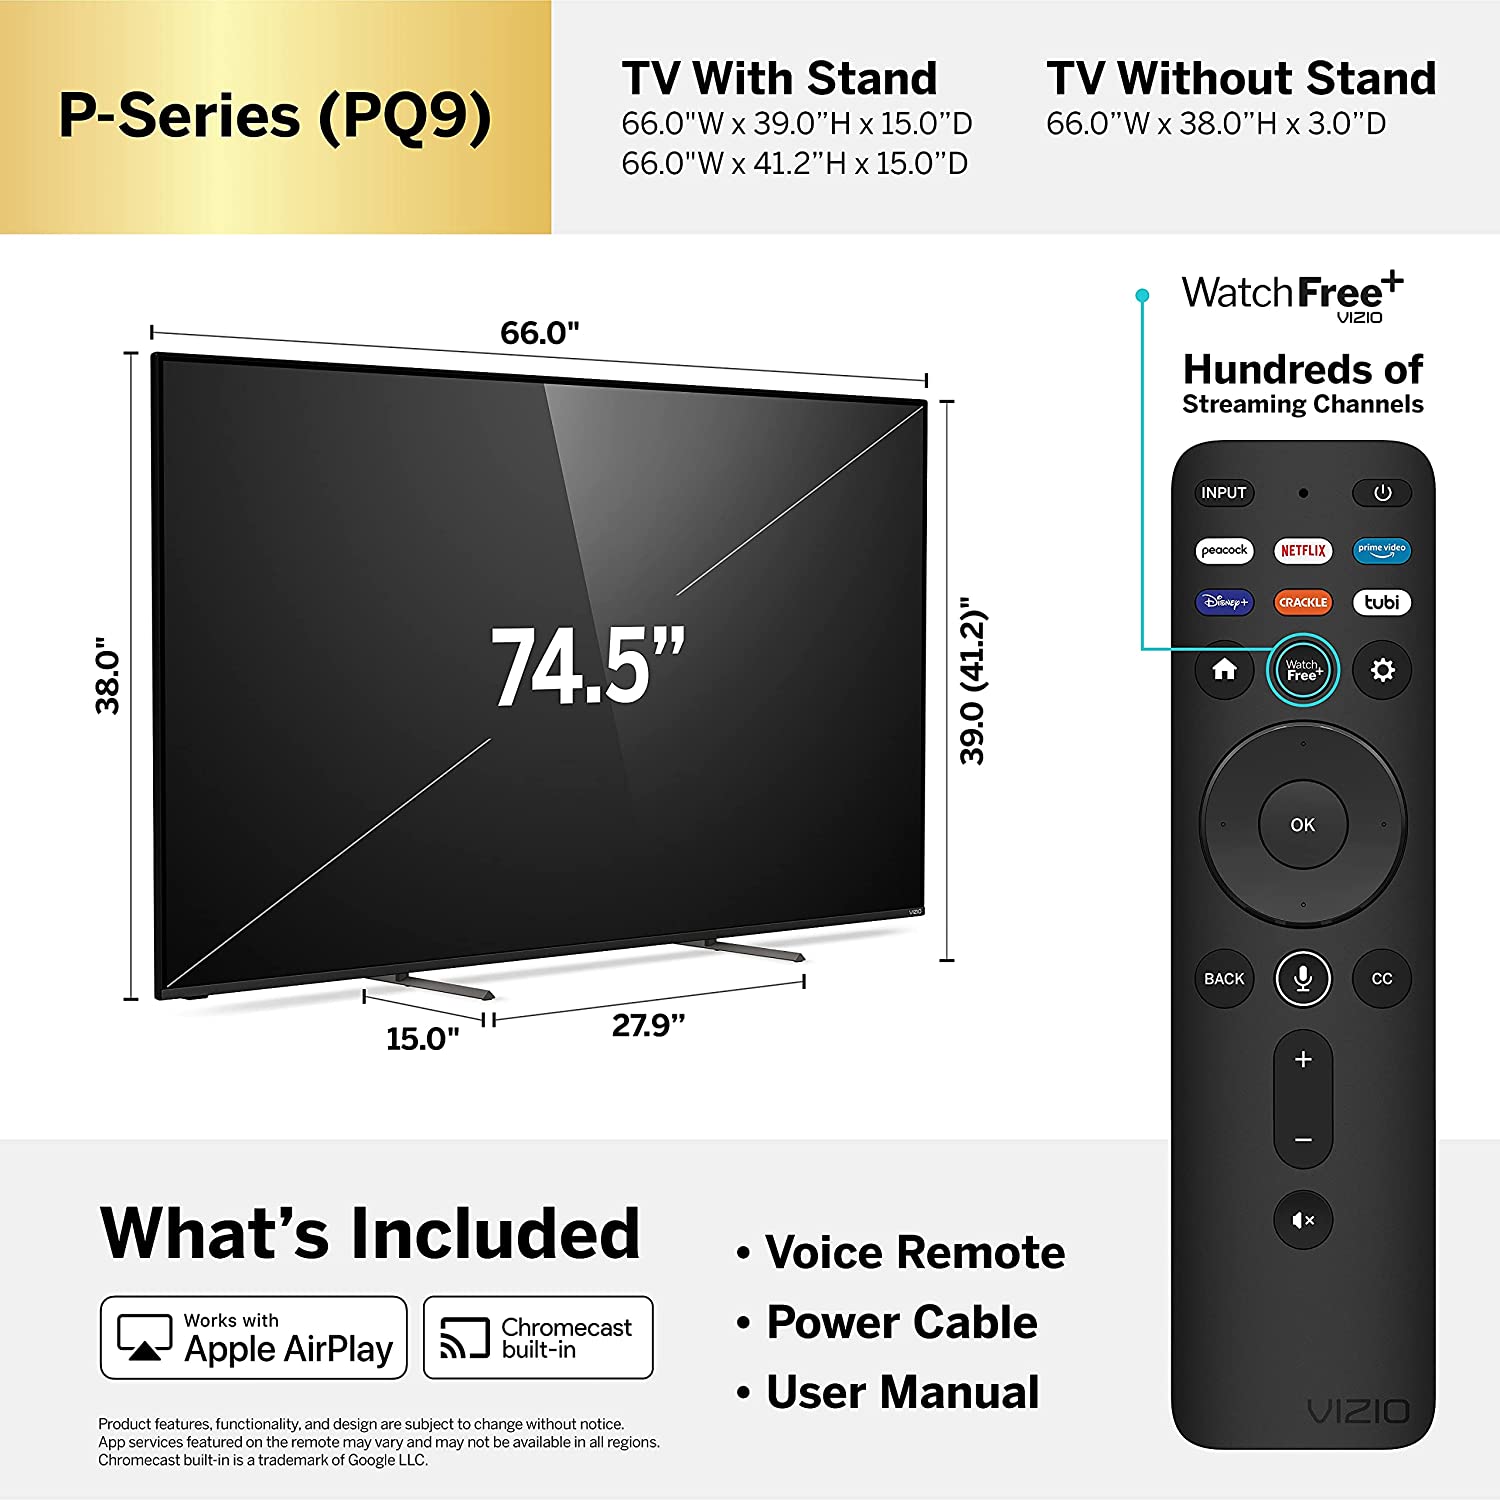 P-Series (PQ9)
TV With Stand
66.0"W x 39.0”H x 15.0”D
66.0"W x 41.2”H x 15.0”D
TV Without Stand
66.0”W x 38.0"H x 3.0”D
WatchFree+
VIZIO
Hundreds of
Streaming Channels
66.0"
38.0"
74.5”
39.0 (41.2)"
VIZIO
15.0"
27.9”
INPUT
peacock
NETFLIX
prime video
Disney+
CRACKLE
tubi
Watch
Free+
OK
BACK
CC
+
−
VIZIO
What’s Included
Works with
Apple AirPlay
Chromecast
built-in
• Voice Remote
• Power Cable
• User Manual
Product features, functionality, and design are subject to change without notice.
App services featured on the remote may vary and may not be available in all regions.
Chromecast built-in is a trademark of Google LLC.